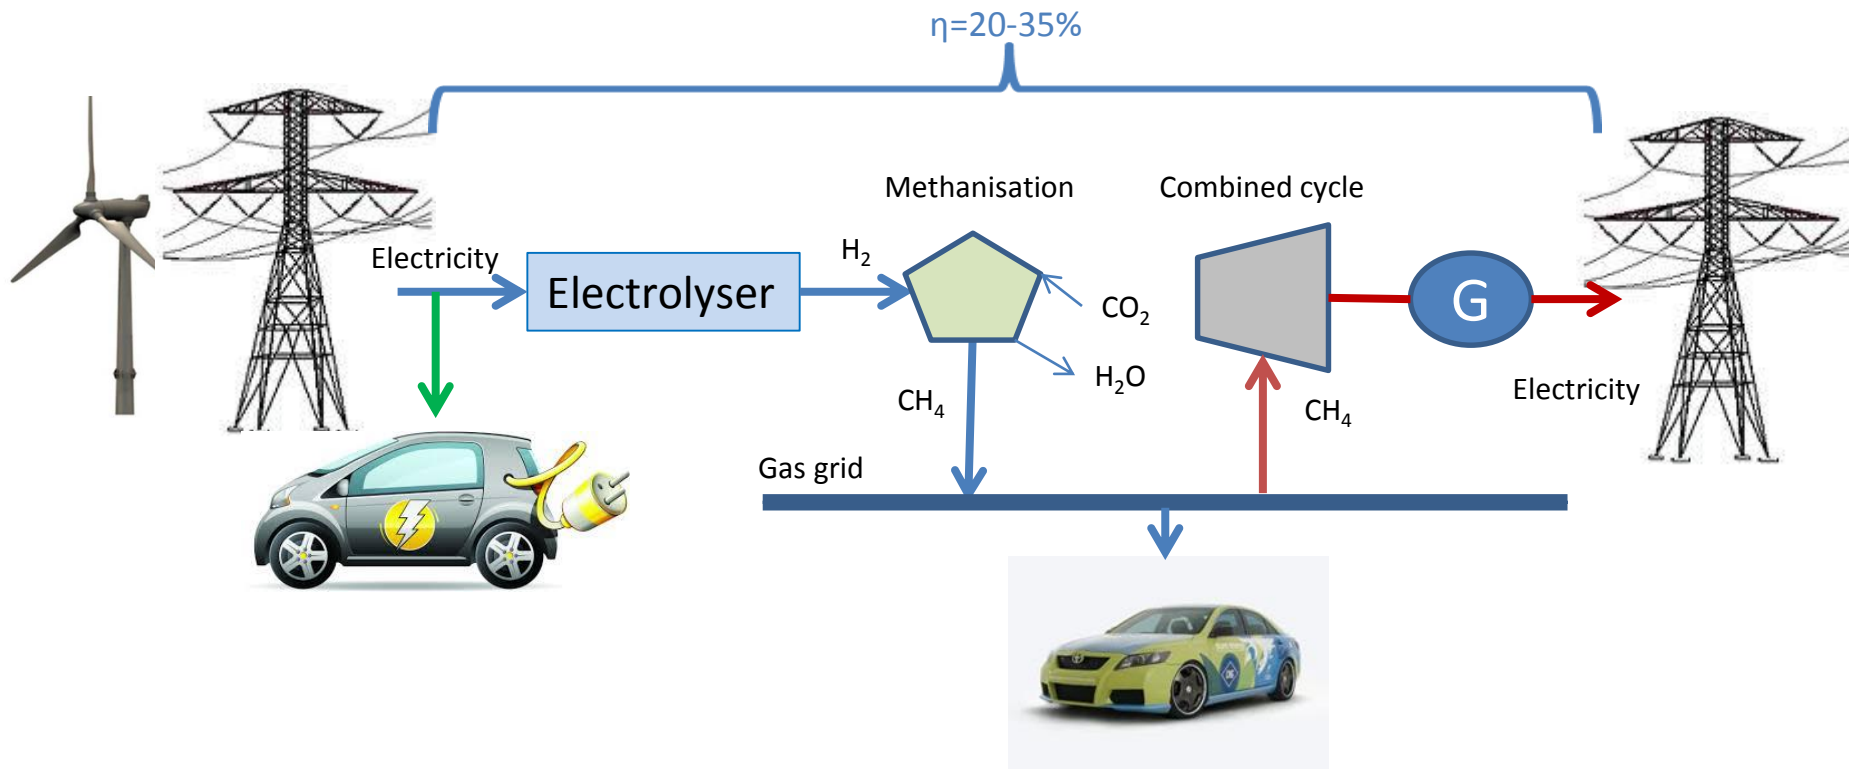 η=20-35%
Methanisation
Combined cycle
Electricity
H₂
Electrolyser
CO₂
G
H₂O
CH₄
CH₄
Electricity
Gas grid